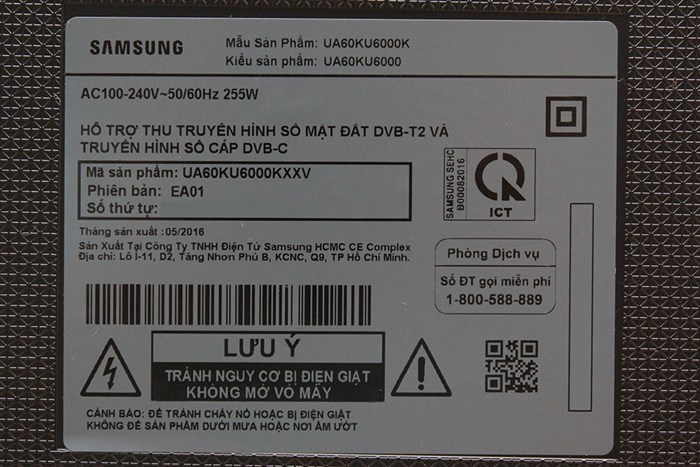 SAMSUNG
Mẫu Sản Phẩm: UA60KU6000K
Kiểu sản phẩm: UA60KU6000
AC100-240V~50/60Hz 255W
HỖ TRỢ THU TRUYỀN HÌNH SỐ MẶT ĐẤT DVB-T2 VÀ
TRUYỀN HÌNH SỐ CÁP DVB-C
Mã sản phẩm: UA60KU6000KXXV
Phiên bản: EA01
Số thứ tự:
SAMSUNG SEHC
B00082016
ICT
Tháng sản xuất :05/2016
Sản Xuất Tại Công Ty TNHH Điện Tử Samsung HCMC CE Complex
Địa chỉ: Lô I-11, D2, Tăng Nhơn Phú B, KCNC, Q9, TP Hồ Chí Minh.
Phòng Dịch vụ
Số ĐT gọi miễn phí
1-800-588-889
LƯU Ý
TRÁNH NGUY CƠ BỊ ĐIỆN GIẬT
KHÔNG MỞ VỎ MÁY
CẢNH BÁO: ĐỂ TRÁNH CHÁY NỔ HOẶC BỊ ĐIỆN GIẬT
KHÔNG ĐỂ SẢN PHẨM DƯỚI MƯA HOẶC NƠI ẨM ƯỚT